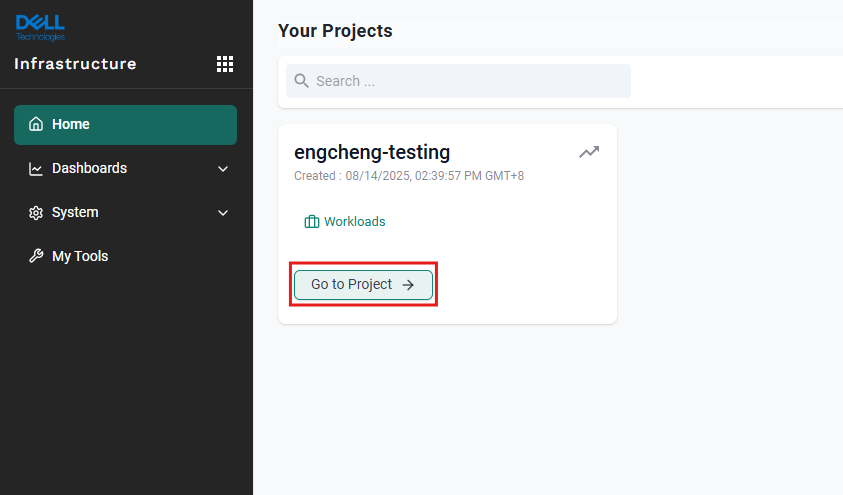 DELL
Technologies
Infrastructure
Home
Dashboards
System
My Tools
Your Projects
Search ...
engcheng-testing
Created : 08/14/2025, 02:39:57 PM GMT+8
Workloads
Go to Project